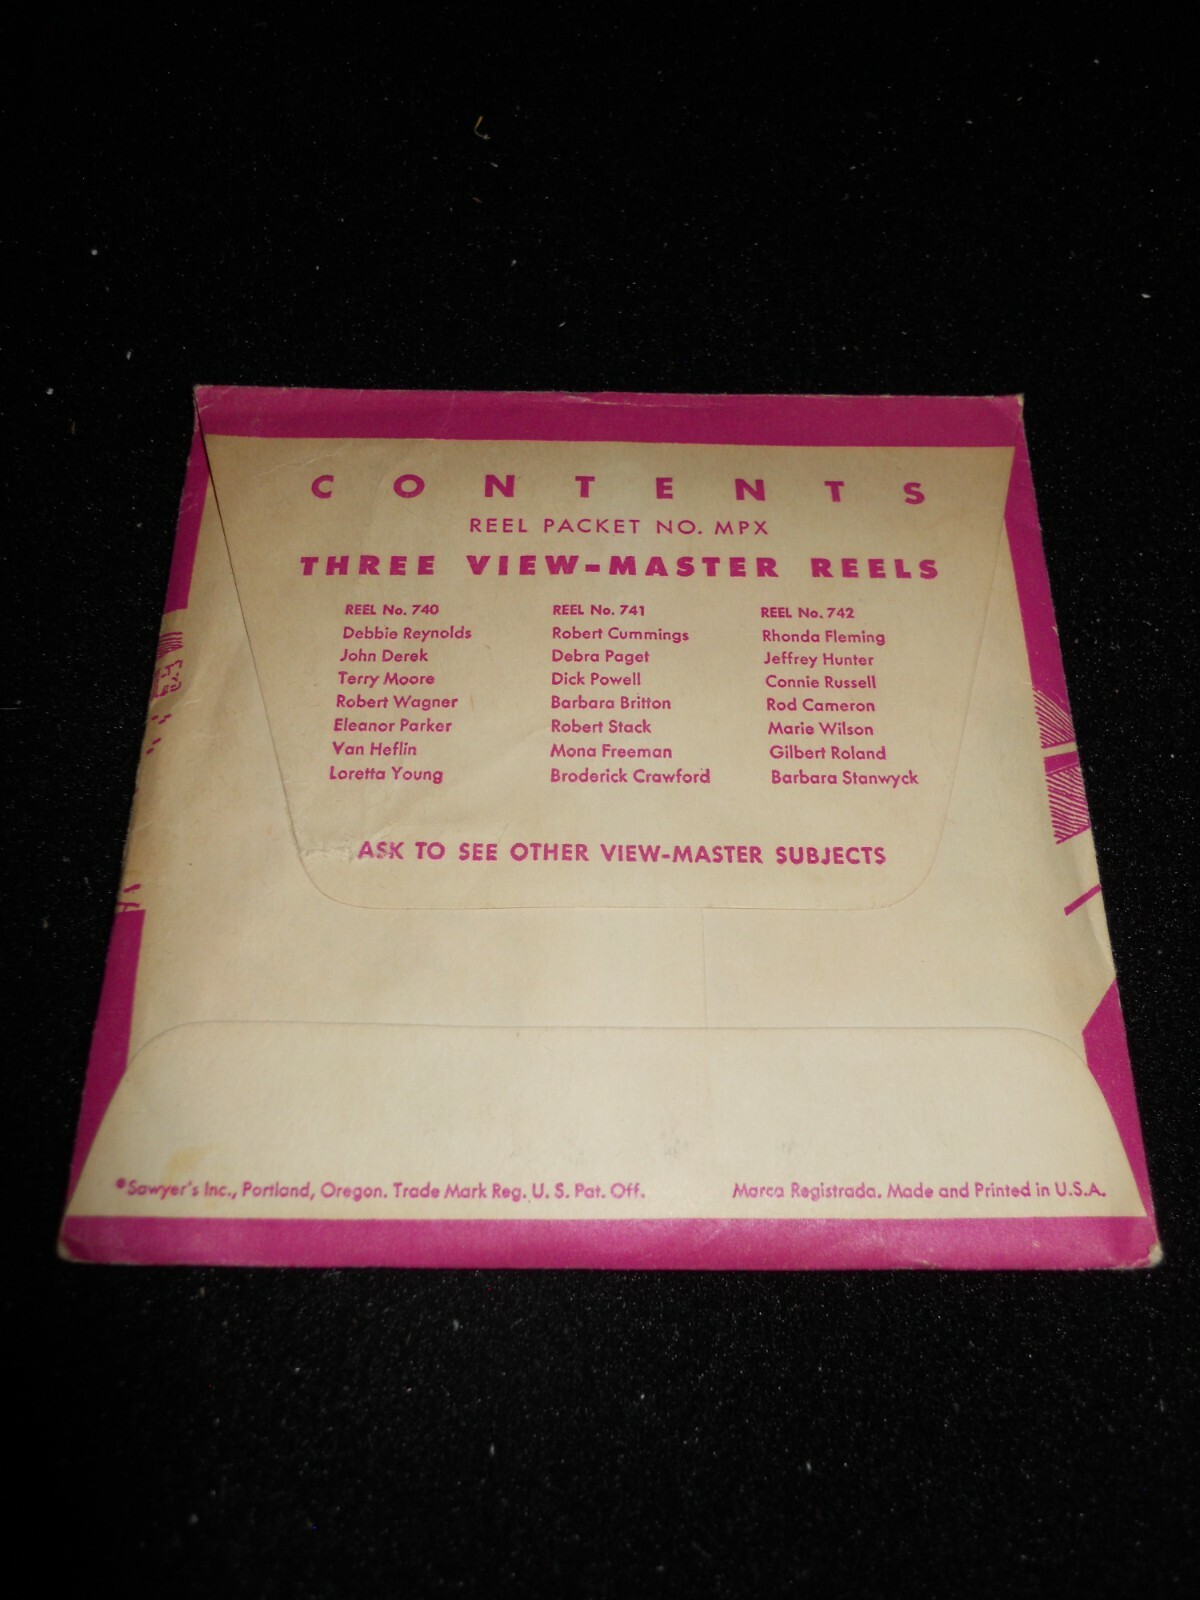 CONTENTS
REEL PACKET NO. MPX
THREE VIEW-MASTER REELS
REEL No. 740
Debbie Reynolds
John Derek
Terry Moore
Robert Wagner
Eleanor Parker
Van Heflin
Loretta Young
REEL No. 741
Robert Cummings
Debra Paget
Dick Powell
Barbara Britton
Robert Stack
Mona Freeman
Broderick Crawford
REEL No. 742
Rhonda Fleming
Jeffrey Hunter
Connie Russell
Rod Cameron
Marie Wilson
Gilbert Roland
Barbara Stanwyck
ASK TO SEE OTHER VIEW-MASTER SUBJECTS
Sawyer's Inc., Portland, Oregon. Trade Mark Reg. U. S. Pat. Off.
Marca Registrada. Made and Printed in U.S.A.